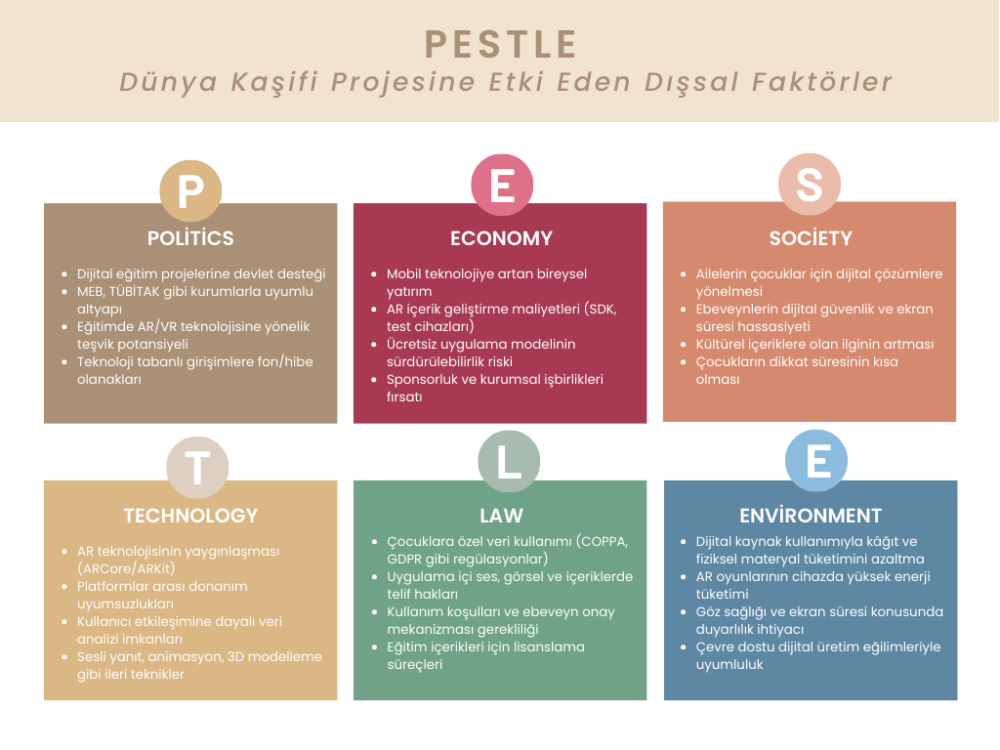 PESTLE
Dünya Kaşifi Projesine Etki Eden Dışsal Faktörler
P
POLİTİCS
• Dijital eğitim projelerine devlet desteği
• MEB, TÜBİTAK gibi kurumlarla uyumlu
altyapı
• Eğitimde AR/VR teknolojisine yönelik
teşvik potansiyeli
• Teknoloji tabanlı girişimlere fon/hibe
olanakları
E
ECONOMY
• Mobil teknolojiye artan bireysel
yatırım
• AR içerik geliştirme maliyetleri (SDK,
test cihazları)
• Ücretsiz uygulama modelinin
sürdürülebilirlik riski
• Sponsorluk ve kurumsal işbirlikleri
fırsatı
S
SOCİETY
• Ailelerin çocuklar için dijital çözümlere
yönelmesi
• Ebeveynlerin dijital güvenlik ve ekran
süresi hassasiyeti
• Kültürel içeriklere olan ilginin artması
• Çocukların dikkat süresinin kısa
olması
T
TECHNOLOGY
• AR teknolojisinin yaygınlaşması
(ARCore/ARKit)
• Platformlar arası donanım
uyumsuzlukları
• Kullanıcı etkileşimine dayalı veri
analizi imkanları
• Sesli yanıt, animasyon, 3D modelleme
gibi ileri teknikler
L
LAW
• Çocuklara özel veri kullanımı (COPPA,
GDPR gibi regülasyonlar)
• Uygulama içi ses, görsel ve içeriklerde
telif hakları
• Kullanım koşulları ve ebeveyn onay
mekanizması gerekliliği
• Eğitim içerikleri için lisanslama
süreçleri
E
ENVİRONMENT
• Dijital kaynak kullanımıyla kâğıt ve
fiziksel materyal tüketimini azaltma
• AR oyunlarının cihazda yüksek enerji
tüketimi
• Göz sağlığı ve ekran süresi konusunda
duyarlılık ihtiyacı
• Çevre dostu dijital üretim eğilimleriyle
uyumluluk